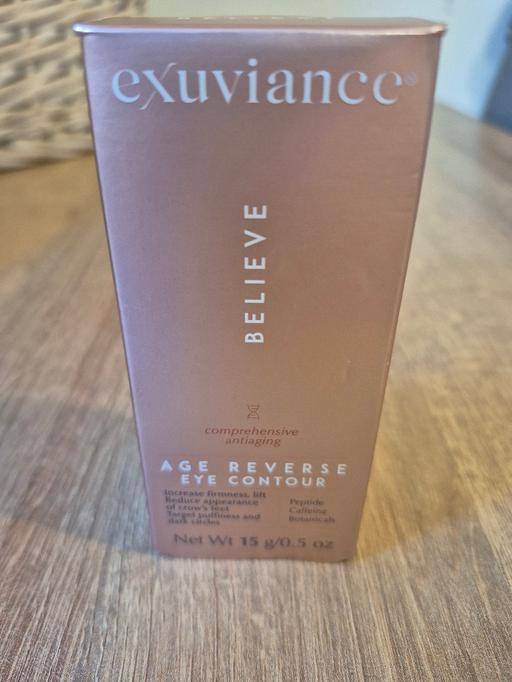 BELIEVE
exuviance®
BELIEVE
comprehensive
antiaging
AGE REVERSE
EYE CONTOUR
Increase firmness, lift
Reduce appearance
of crow's feet
Target puffiness and
dark circles
Peptide
Caffeine
Botanicals
Net Wt 15 g/0.5 oz